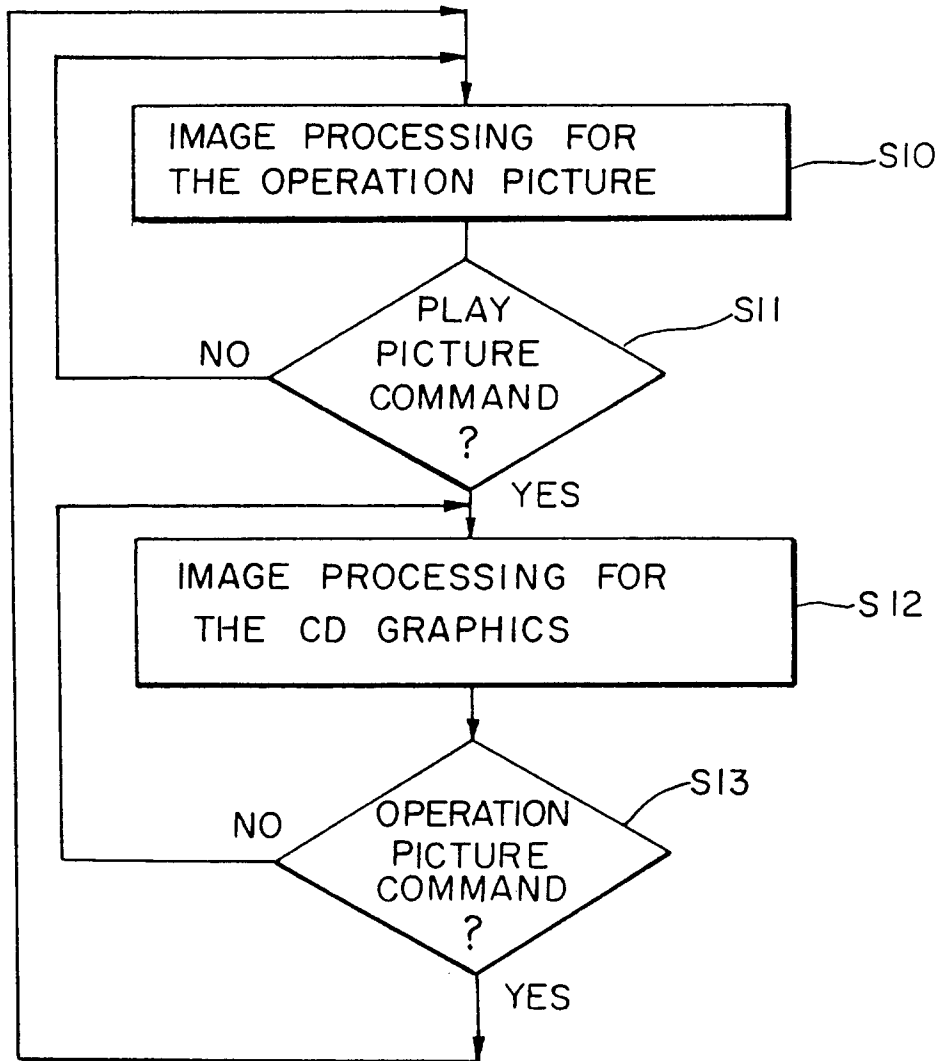 IMAGE PROCESSING FOR
THE OPERATION PICTURE
S10
PLAY
PICTURE
COMMAND
?
S11
NO
YES
IMAGE PROCESSING FOR
THE CD GRAPHICS
S12
OPERATION
PICTURE
COMMAND
?
S13
NO
YES